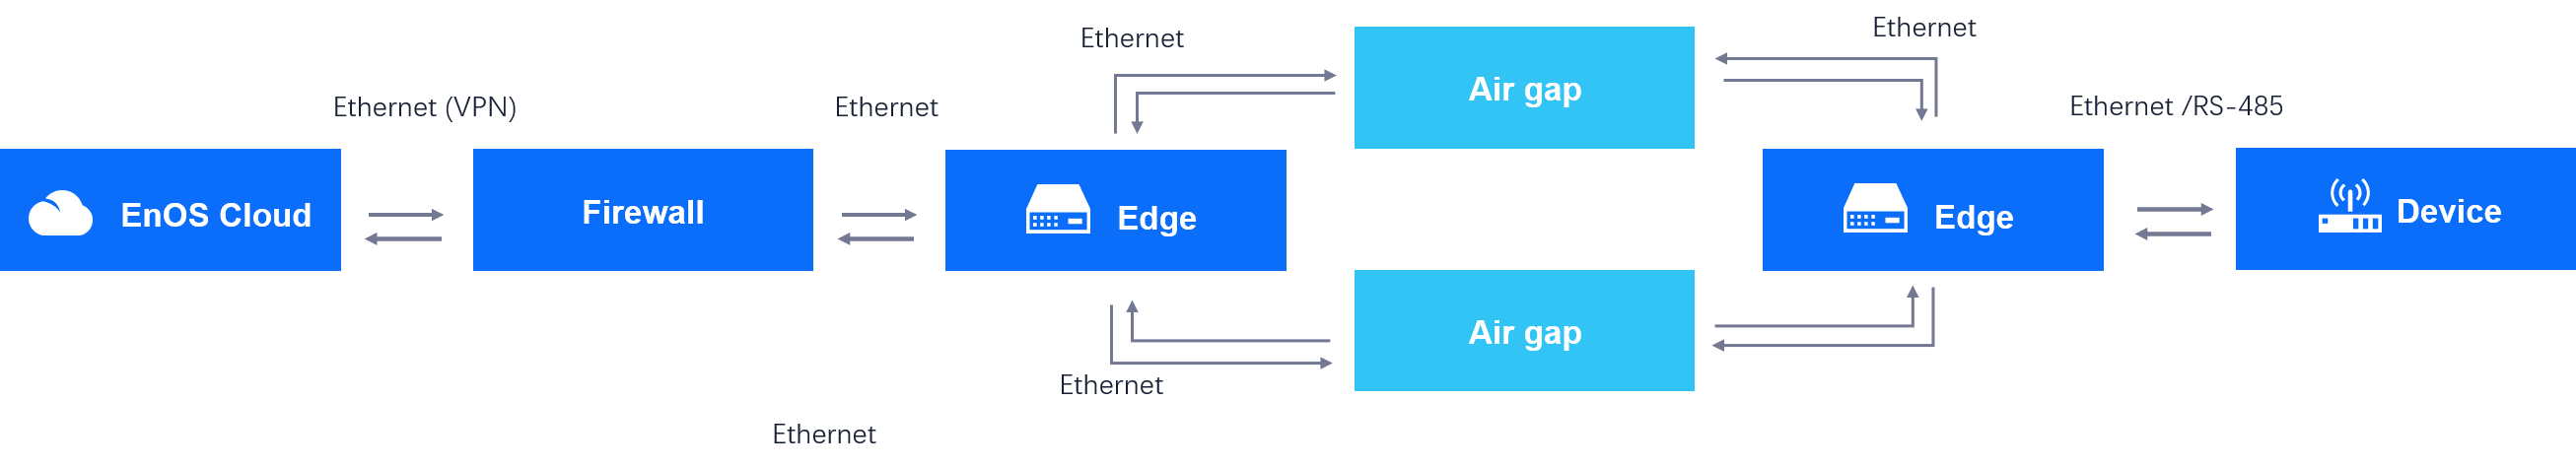 Ethernet
Ethernet
Ethernet (VPN)
Ethernet
Ethernet /RS-485
Air gap
EnOS Cloud
Firewall
Edge
Edge
Device
Air gap
Ethernet
Ethernet